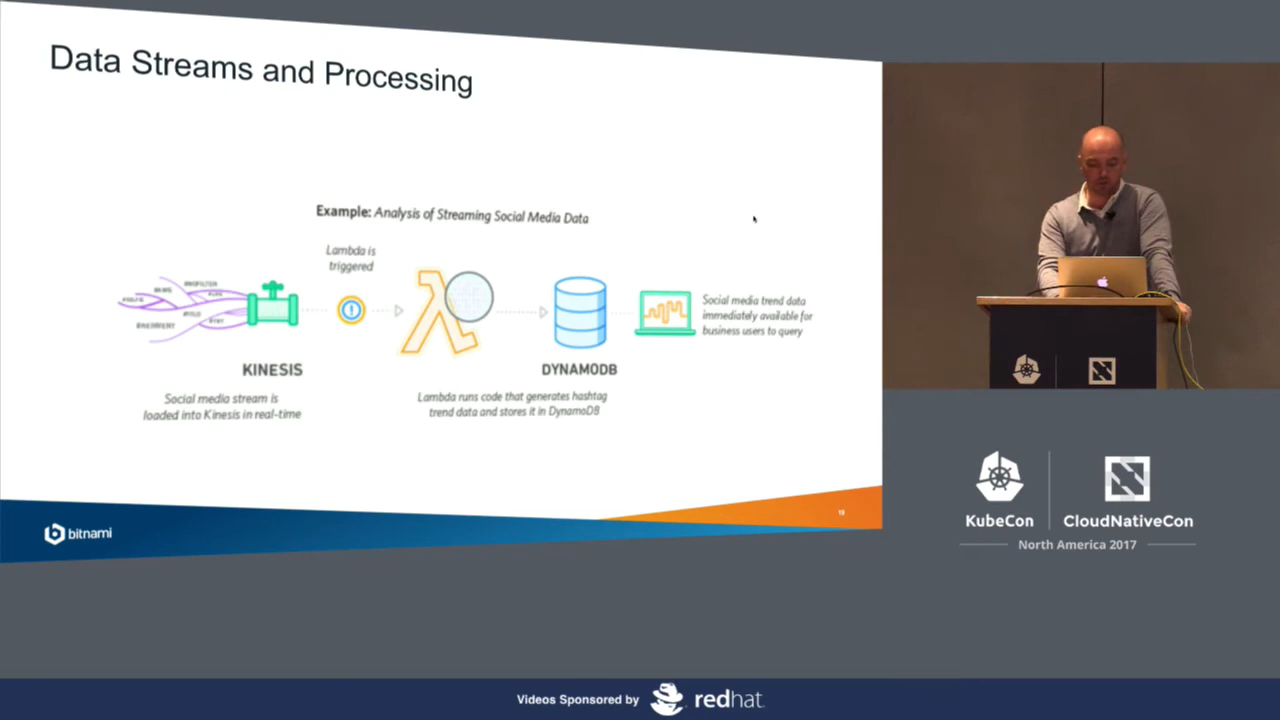 Data Streams and Processing
Example: Analysis of Streaming Social Media Data
Lambda is
triggered
KINESIS
Social media stream is
loaded into Kinesis in real-time
Lambda runs code that generates hashtag
trend data and stores it in DynamoDB
DYNAMODB
Social media trend data
immediately available for
business users to query
bitnami
19
KubeCon
CloudNativeCon
North America 2017
Videos Sponsored by
redhat.